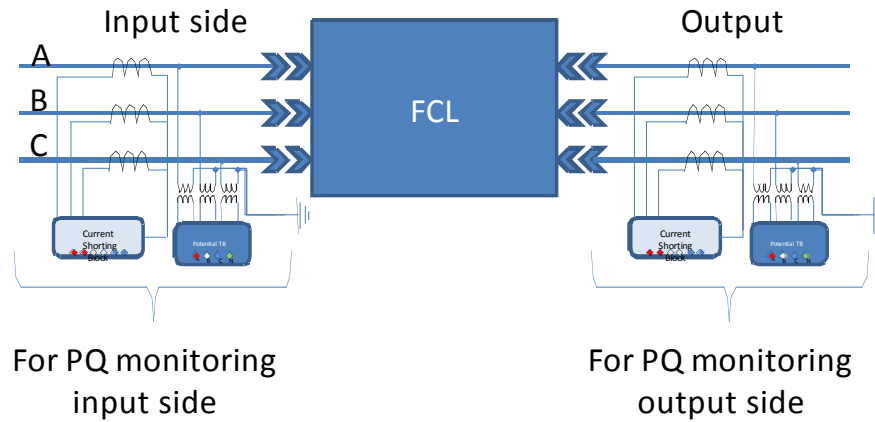 Input side
Output
A
B
C
FCL
Current
Shorting
Block
Potential TB
A B C N
Current
Shorting
Block
Potential TB
A B C N
For PQ monitoring
input side
For PQ monitoring
output side